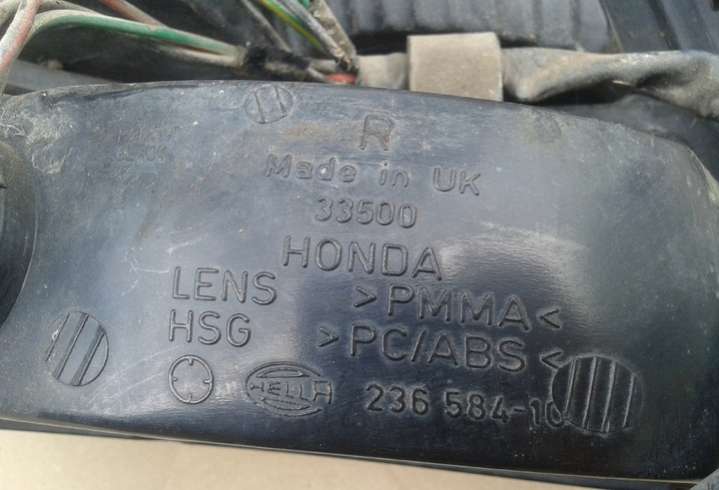 R
Made in UK
33500
HONDA
LENS >PMMA<
HSG >PC/ABS<
HELLA 236 584-10